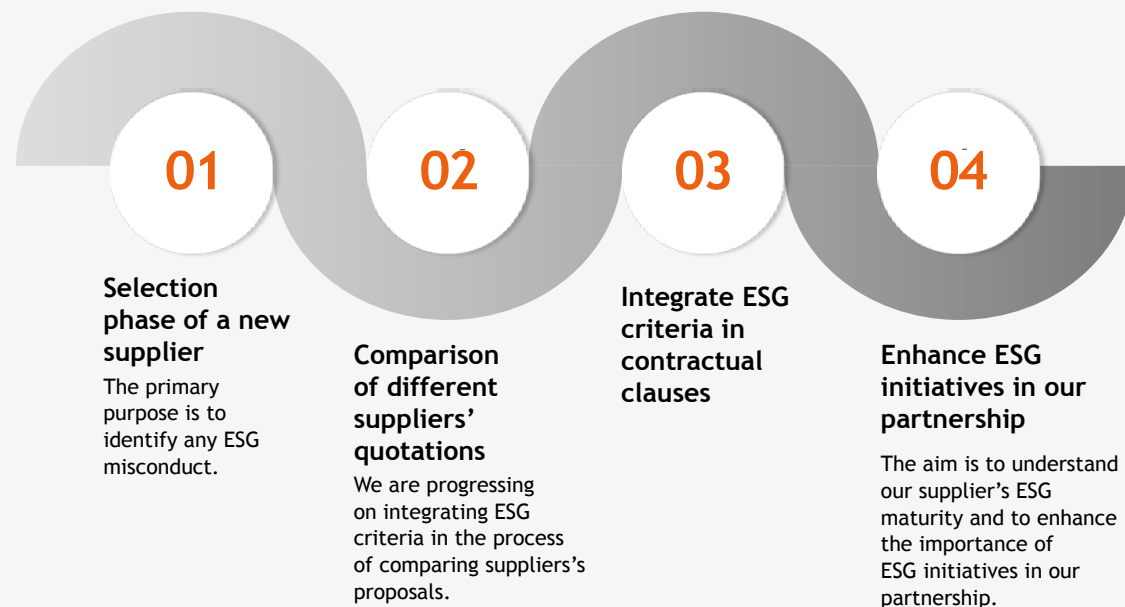 01
Selection
phase of a new
supplier
The primary
purpose is to
identify any ESG
misconduct.
02
Comparison
of different
suppliers’
quotations
We are progressing
on integrating ESG
criteria in the process
of comparing suppliers’s
proposals.
03
Integrate ESG
criteria in
contractual
clauses
04
Enhance ESG
initiatives in our
partnership
The aim is to understand
our supplier’s ESG
maturity and to enhance
the importance of
ESG initiatives in our
partnership.